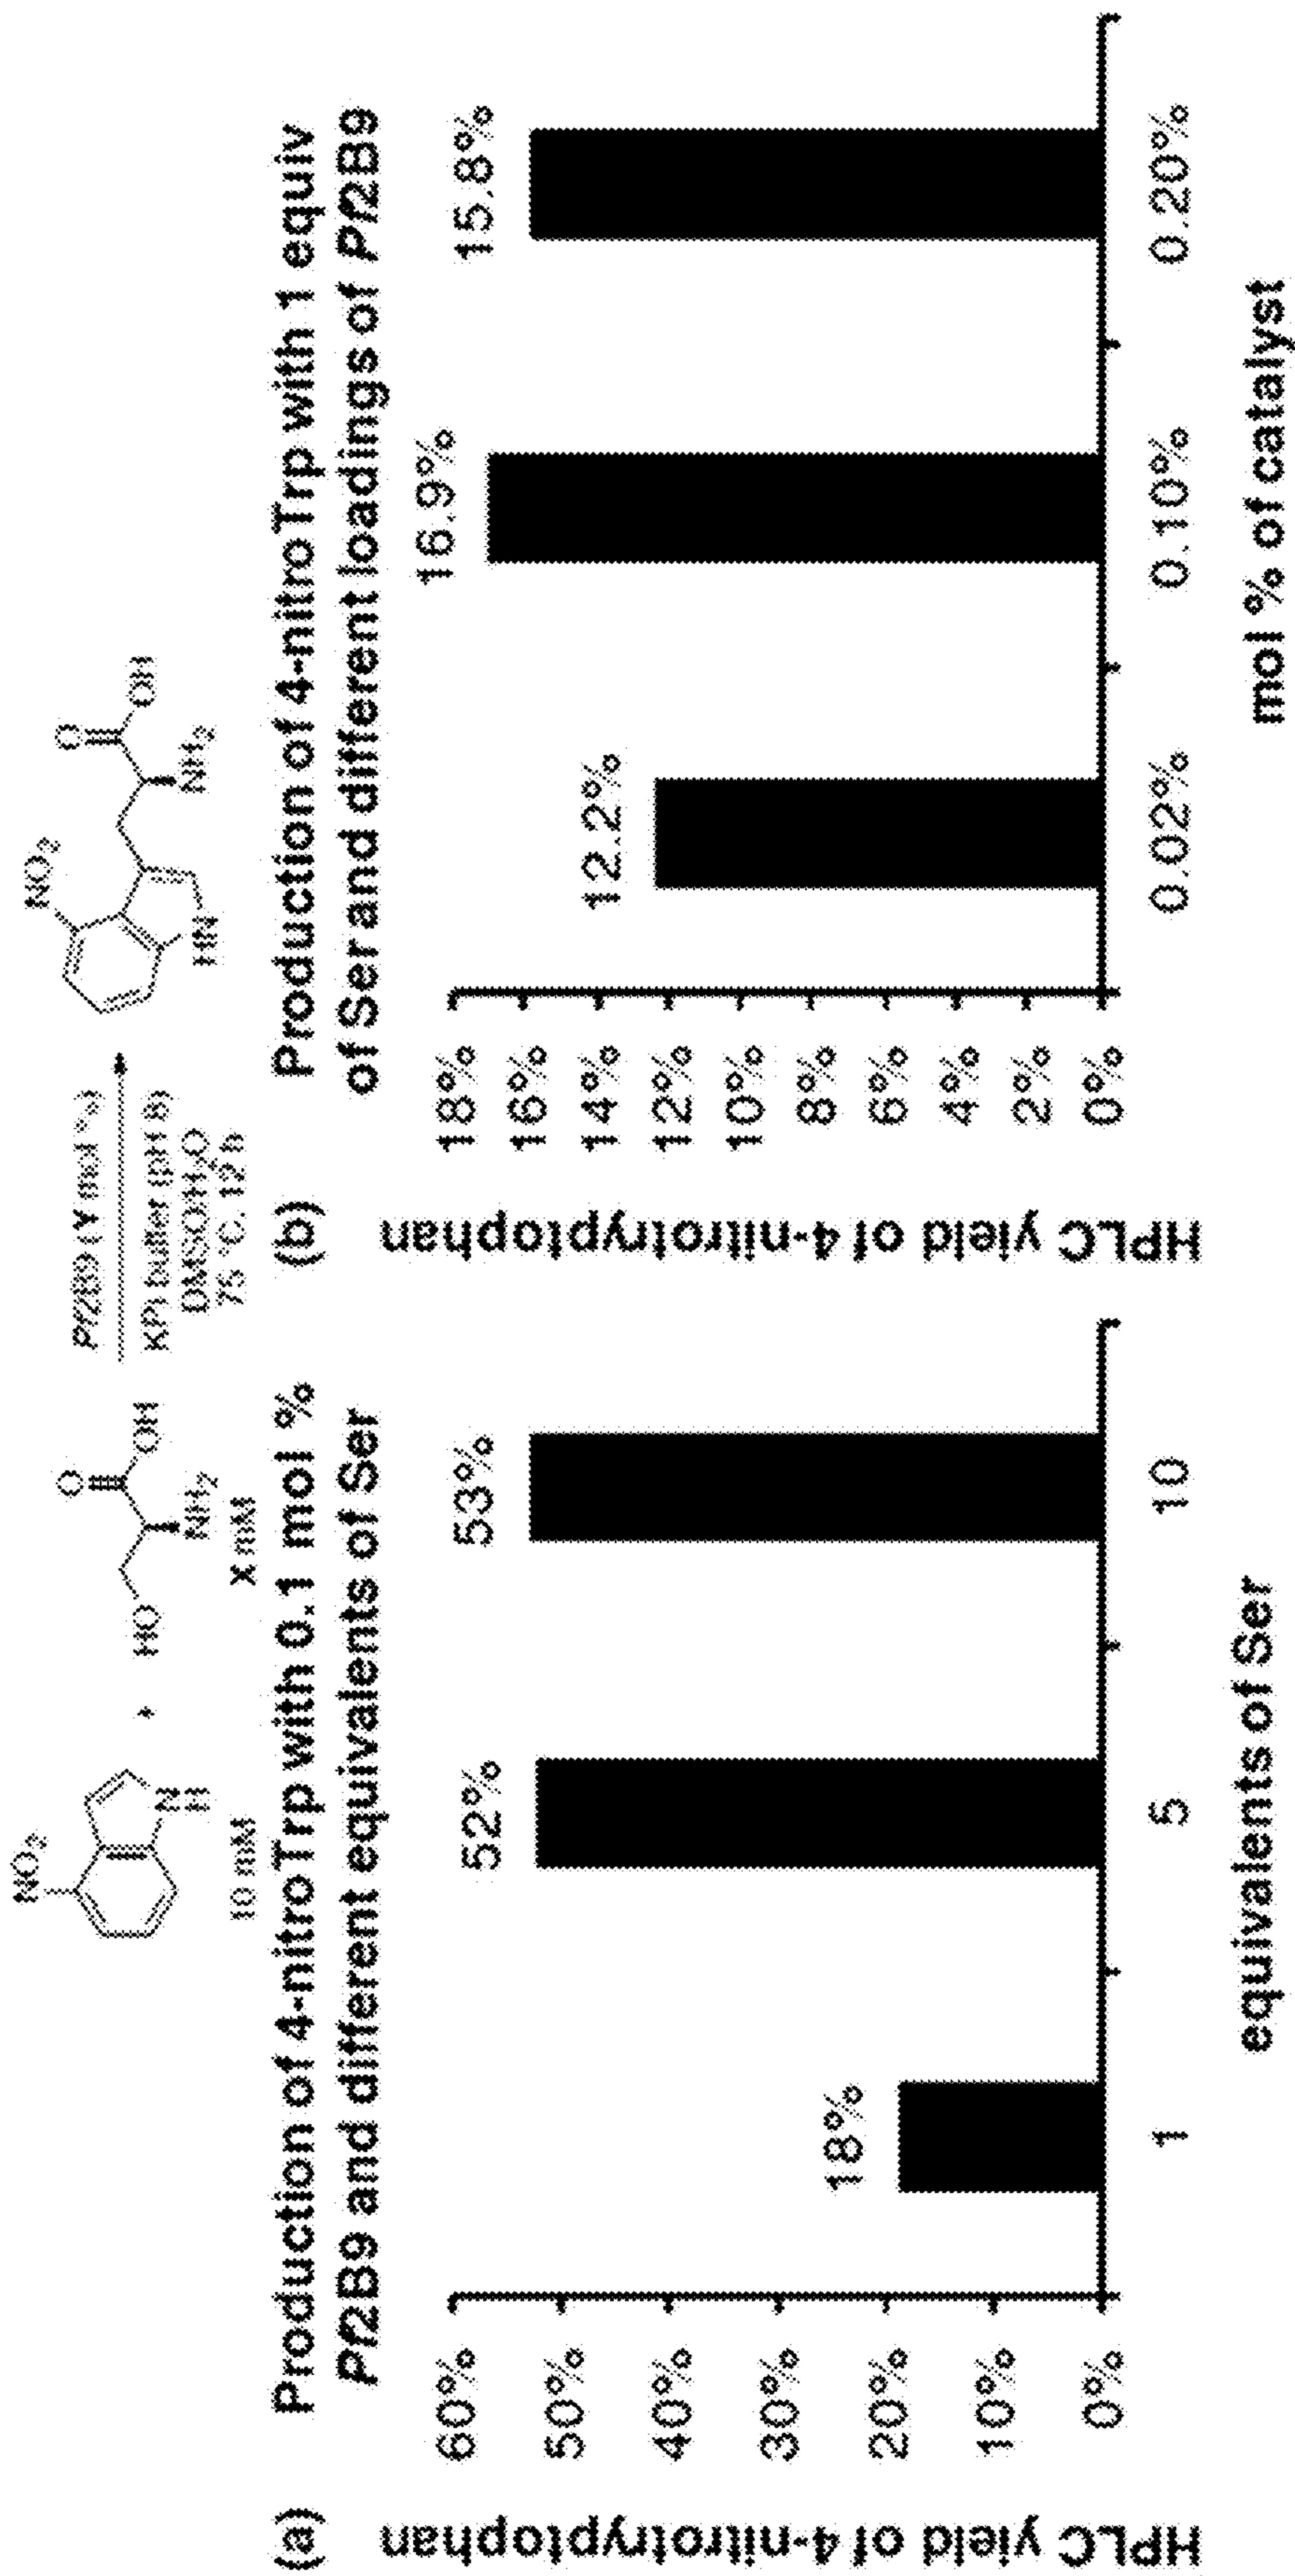 NO2
N
H
10 mM
+
HO
O
OH
NH2
X mM
Pf2B9 (Y mol %)
KPi buffer (pH 8)
DMSO:H2O
75 °C, 12 h
NO2
HN
O
OH
NH2
(a) Production of 4-nitroTrp with 0.1 mol %
Pf2B9 and different equivalents of Ser
HPLC yield of 4-nitrotryptophan
60%
50%
40%
30%
20%
10%
0%
18%
52%
53%
1
5
10
equivalents of Ser
(b) Production of 4-nitroTrp with 1 equiv
of Ser and different loadings of Pf2B9
HPLC yield of 4-nitrotryptophan
18%
16%
14%
12%
10%
8%
6%
4%
2%
0%
12.2%
16.9%
15.8%
0.02%
0.10%
0.20%
mol % of catalyst